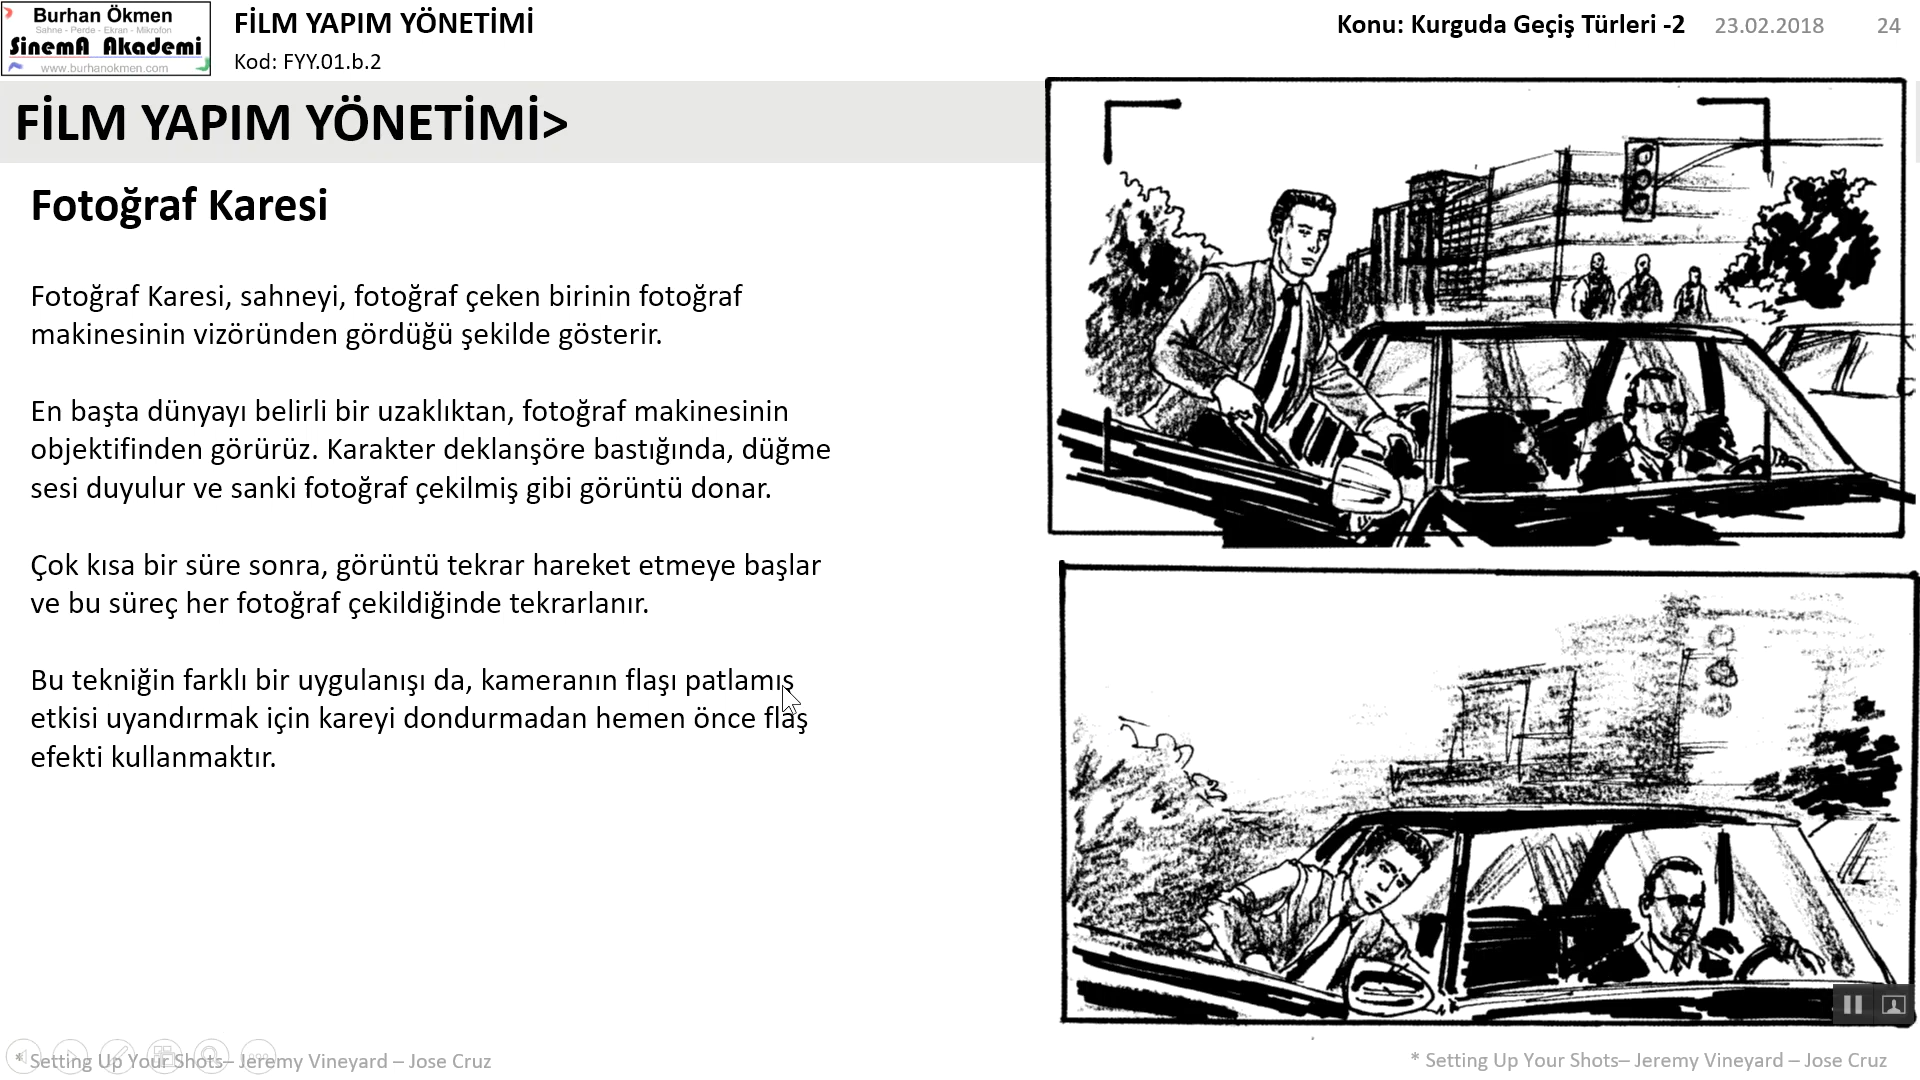 Burhan Ökmen
Sahne - Perde - Ekran - Mikrofon
SinemA Akademi
www.burhanokmen.com
FİLM YAPIM YÖNETİMİ
Kod: FYY.01.b.2
Konu: Kurguda Geçiş Türleri -2
23.02.2018
24
FİLM YAPIM YÖNETİMİ>
Fotoğraf Karesi
Fotoğraf Karesi, sahneyi, fotoğraf çeken birinin fotoğraf
makinesinin vizöründen gördüğü şekilde gösterir.
En başta dünyayı belirli bir uzaklıktan, fotoğraf makinesinin
objektifinden görürüz. Karakter deklanşöre bastığında, düğme
sesi duyulur ve sanki fotoğraf çekilmiş gibi görüntü donar.
Çok kısa bir süre sonra, görüntü tekrar hareket etmeye başlar
ve bu süreç her fotoğraf çekildiğinde tekrarlanır.
Bu tekniğin farklı bir uygulanışı da, kameranın flaşı patlamış
etkisi uyandırmak için kareyi dondurmadan hemen önce flaş
efekti kullanmaktır.
* Setting Up Your Shots– Jeremy Vineyard – Jose Cruz
* Setting Up Your Shots– Jeremy Vineyard – Jose Cruz